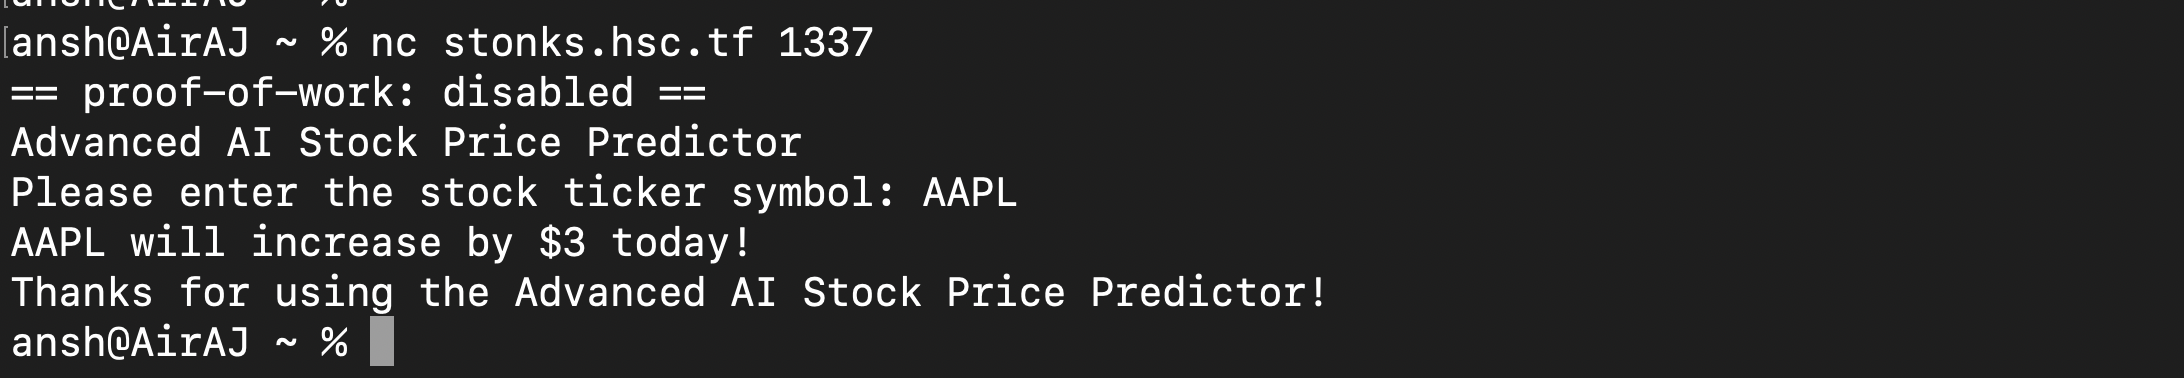 ansh@AirAJ ~ %
[ansh@AirAJ ~ % nc stonks.hsc.tf 1337
== proof-of-work: disabled ==
Advanced AI Stock Price Predictor
Please enter the stock ticker symbol: AAPL
AAPL will increase by $3 today!
Thanks for using the Advanced AI Stock Price Predictor!
ansh@AirAJ ~ %